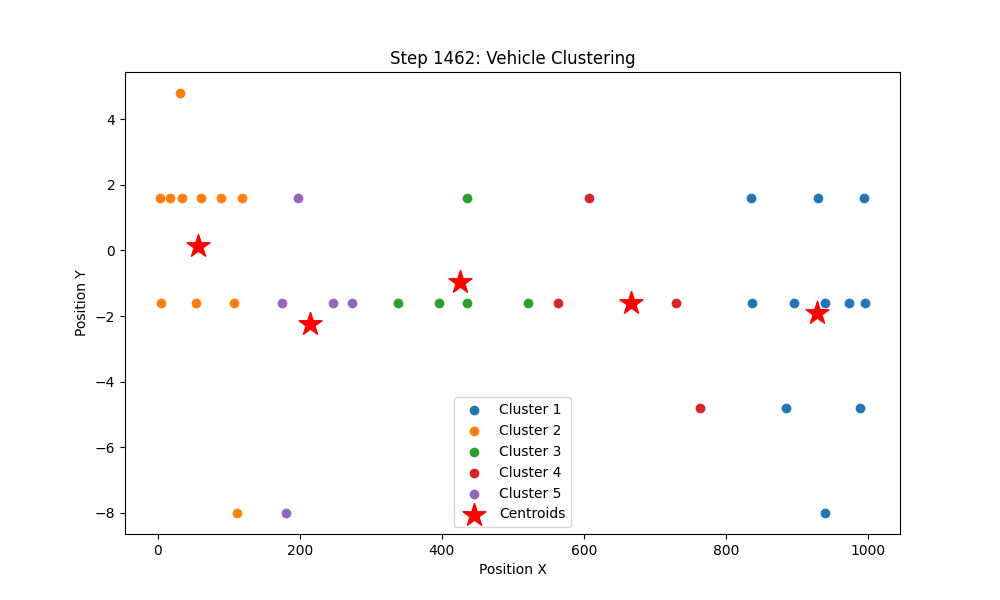 Step 1462: Vehicle Clustering
Position Y
4
2
0
−2
−4
−6
−8
Cluster 1
Cluster 2
Cluster 3
Cluster 4
Cluster 5
Centroids
0 200 400 600 800 1000
Position X